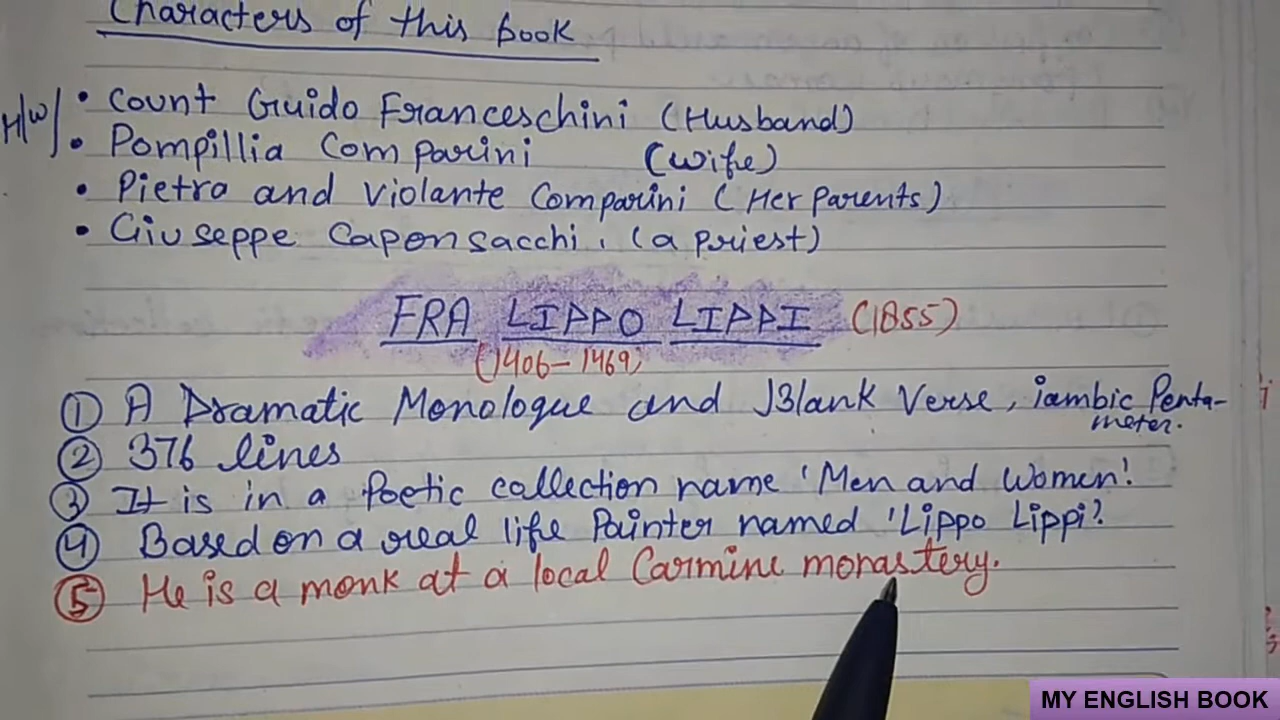 Characters of this book
H/W
• Count Guido Franceschini (Husband)
• Pompillia Comparini (wife)
• Pietro and Violante Comparini (Her Parents)
• Giuseppe Caponsacchi. (a priest)
FRA LIPPO LIPPI (1855)
(1406-1469)
① A Dramatic Monologue and Blank Verse, iambic Penta-
meter.
② 376 lines
③ It is in a Poetic collection name 'Men and Women'.
④ Based on a real life Painter named 'Lippo Lippi'.
⑤ He is a monk at a local Carmine monastery.
MY ENGLISH BOOK